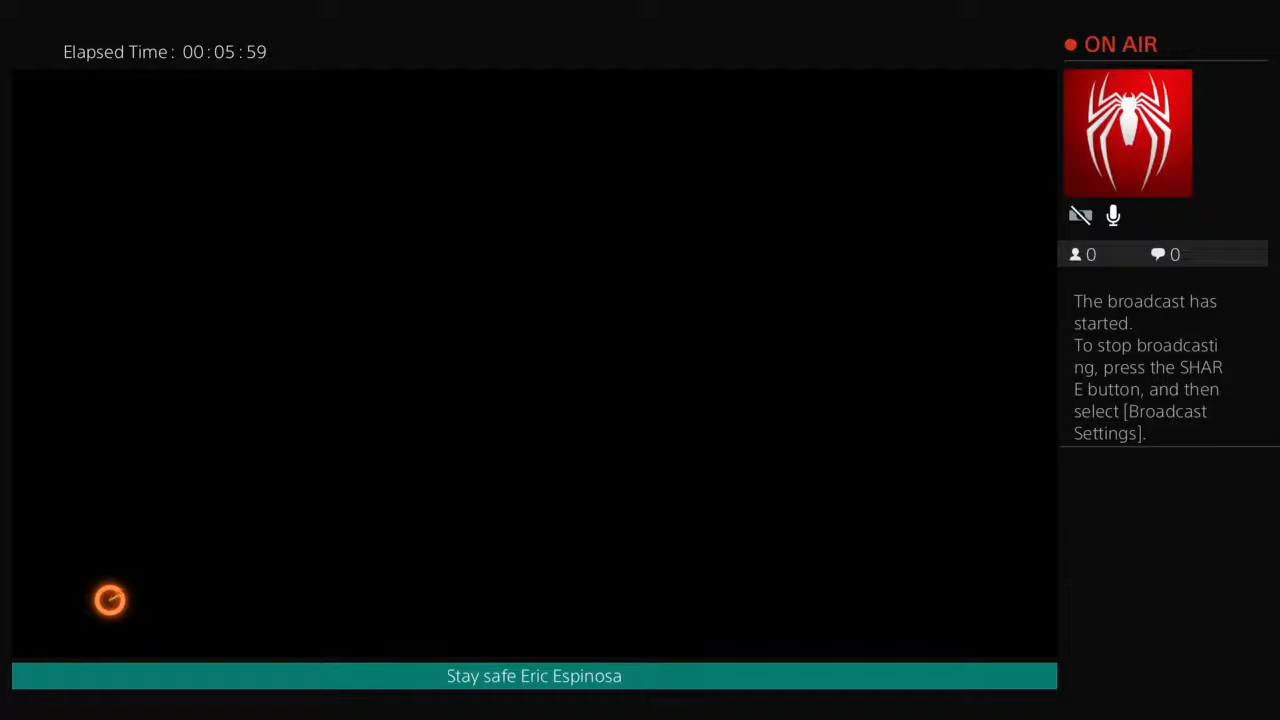 Elapsed Time: 00:05:59
ON AIR
0 0
The broadcast has
started.
To stop broadcasti
ng, press the SHAR
E button, and then
select [Broadcast
Settings].
Stay safe Eric Espinosa